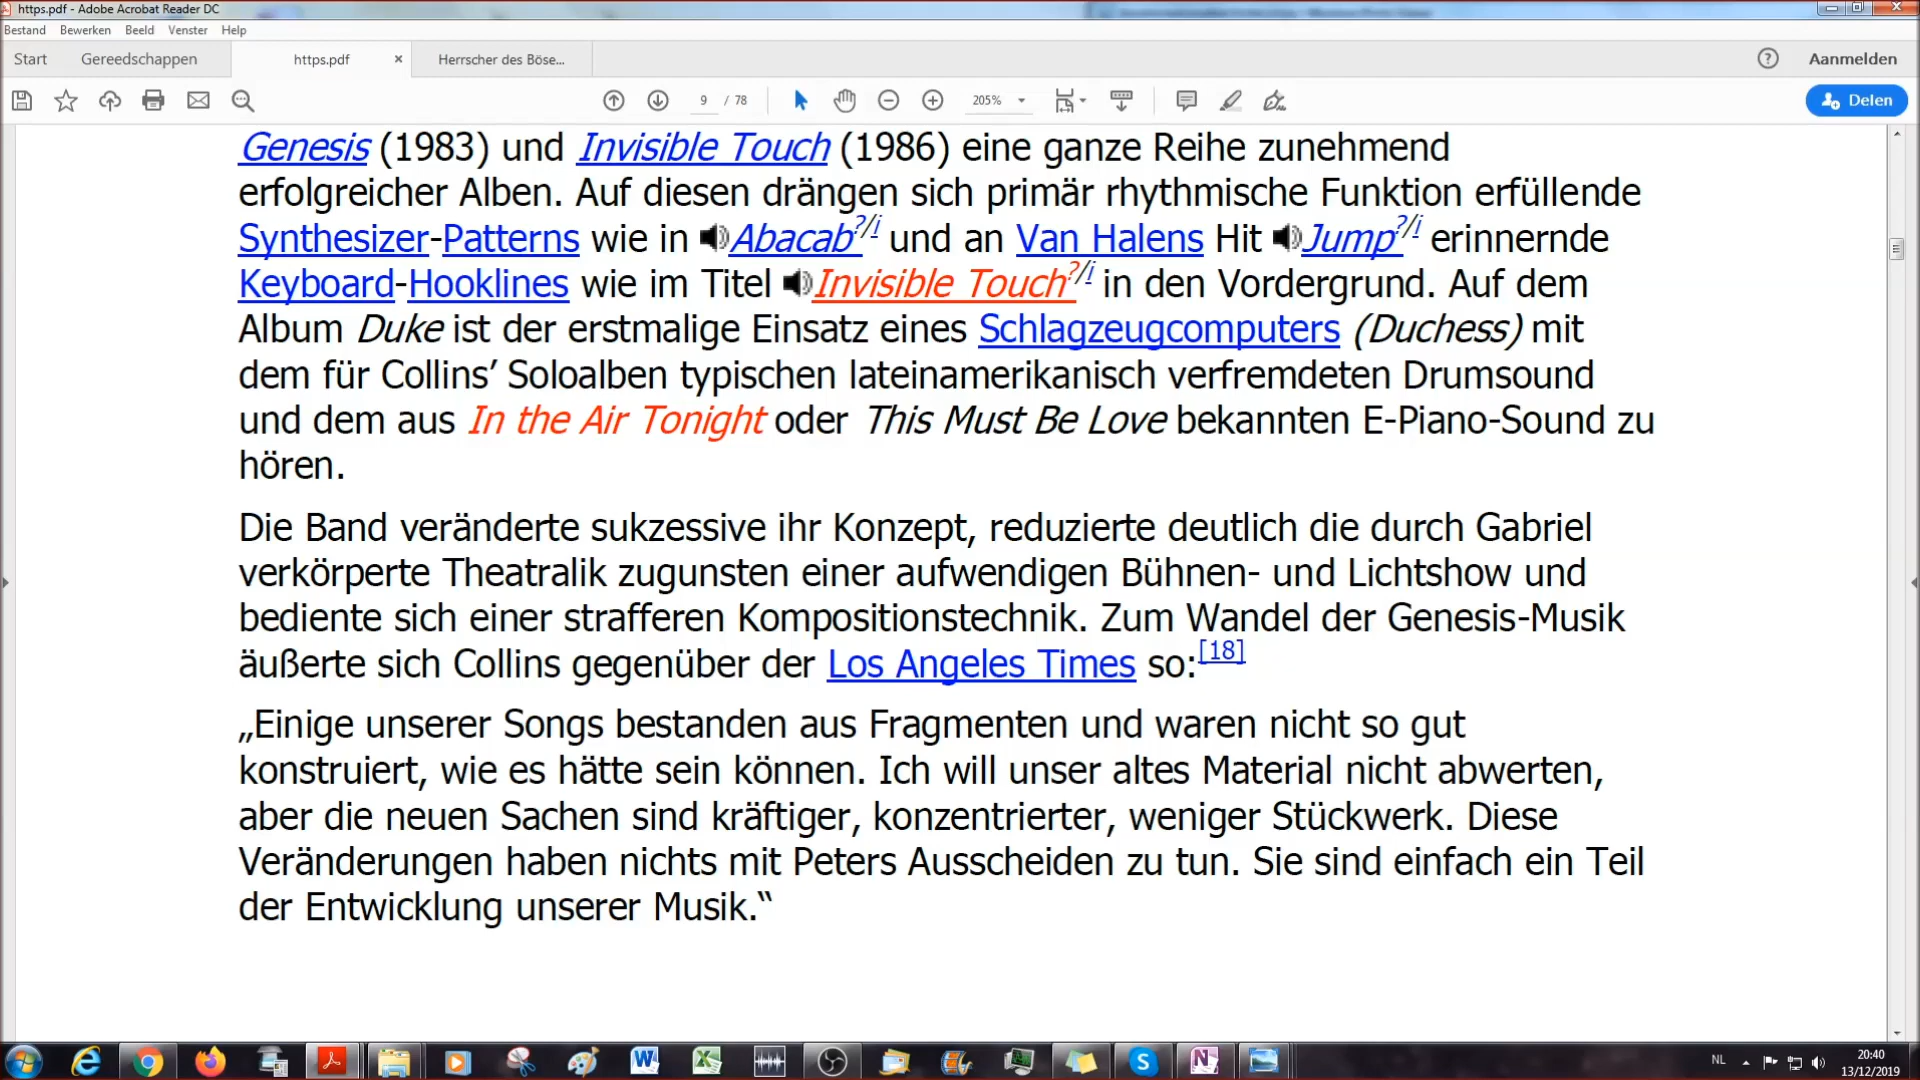 https.pdf - Adobe Acrobat Reader DC
Bestand Bewerken Beeld Venster Help
Start Gereedschappen https.pdf × Herrscher des Böse... ? Aanmelden
9 / 78 205% Delen
Genesis (1983) und Invisible Touch (1986) eine ganze Reihe zunehmend
erfolgreicher Alben. Auf diesen drängen sich primär rhythmische Funktion erfüllende
Synthesizer-Patterns wie in Abacab?/i und an Van Halens Hit Jump?/i erinnernde
Keyboard-Hooklines wie im Titel Invisible Touch?/i in den Vordergrund. Auf dem
Album Duke ist der erstmalige Einsatz eines Schlagzeugcomputers (Duchess) mit
dem für Collins’ Soloalben typischen lateinamerikanisch verfremdeten Drumsound
und dem aus In the Air Tonight oder This Must Be Love bekannten E-Piano-Sound zu
hören.
Die Band veränderte sukzessive ihr Konzept, reduzierte deutlich die durch Gabriel
verkörperte Theatralik zugunsten einer aufwendigen Bühnen- und Lichtshow und
bediente sich einer strafferen Kompositionstechnik. Zum Wandel der Genesis-Musik
äußerte sich Collins gegenüber der Los Angeles Times so:[18]
„Einige unserer Songs bestanden aus Fragmenten und waren nicht so gut
konstruiert, wie es hätte sein können. Ich will unser altes Material nicht abwerten,
aber die neuen Sachen sind kräftiger, konzentrierter, weniger Stückwerk. Diese
Veränderungen haben nichts mit Peters Ausscheiden zu tun. Sie sind einfach ein Teil
der Entwicklung unserer Musik.“
NL 20:40
13/12/2019